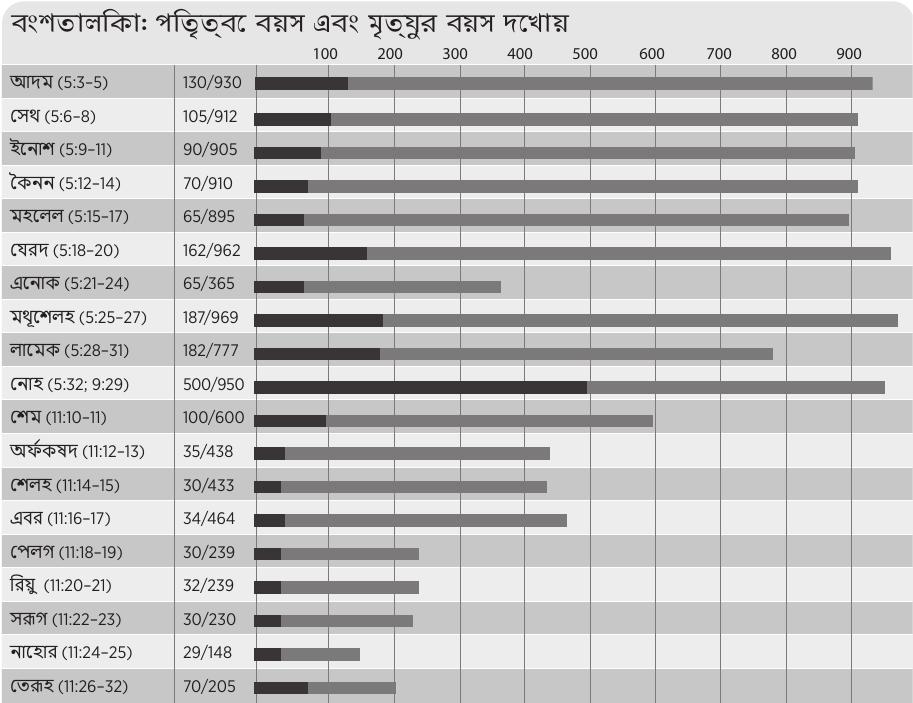 বংশতালিকা: পতিৃত্বে বয়স এবং মৃত্যুর বয়স দেখোয়
100 200 300 400 500 600 700 800 900
আদম (5:3–5) 130/930
সেথ (5:6–8) 105/912
ইনোশ (5:9–11) 90/905
কৈনন (5:12–14) 70/910
মহলেল (5:15–17) 65/895
যেরদ (5:18–20) 162/962
এনোক (5:21–24) 65/365
মথূশেলহ (5:25–27) 187/969
লামেক (5:28–31) 182/777
নোহ (5:32; 9:29) 500/950
শেম (11:10–11) 100/600
অর্ফকষদ (11:12–13) 35/438
শেলহ (11:14–15) 30/433
এবর (11:16–17) 34/464
পেলগ (11:18–19) 30/239
রিয়ু (11:20–21) 32/239
সরূগ (11:22–23) 30/230
নাহোর (11:24–25) 29/148
তেরূহ (11:26–32) 70/205